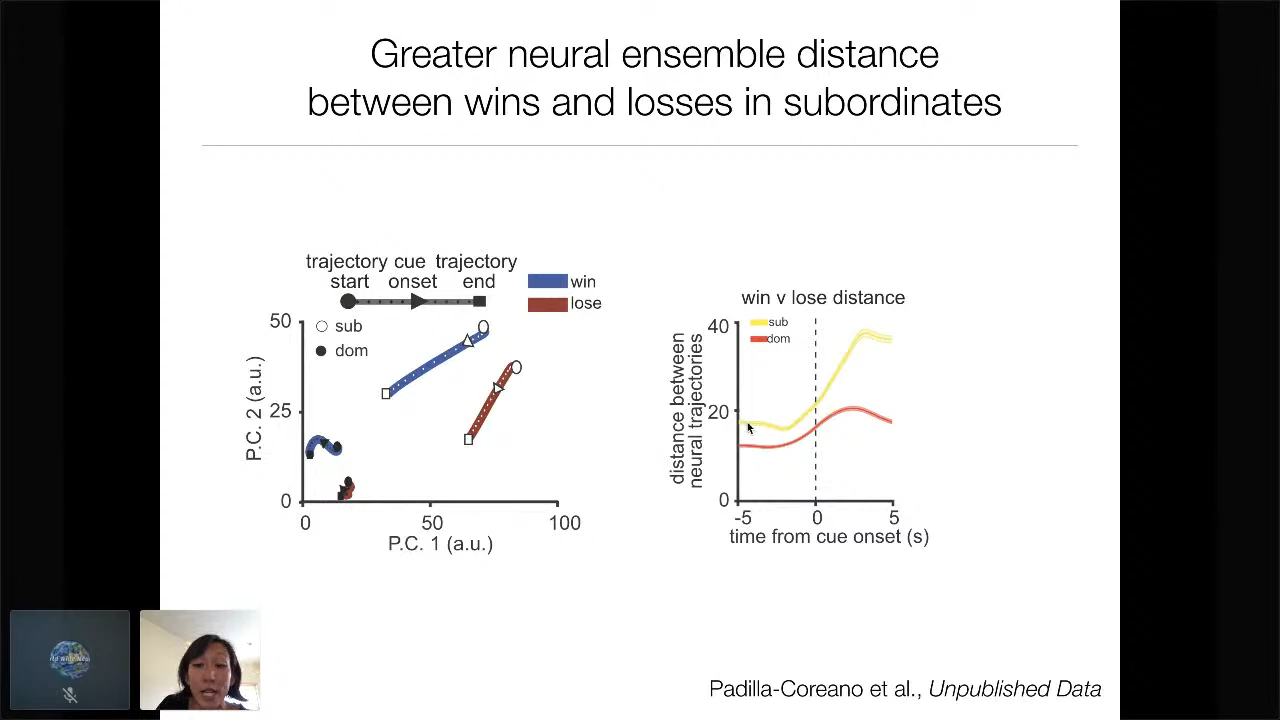 Greater neural ensemble distance
between wins and losses in subordinates
trajectory cue trajectory
start onset end
win
lose
50
25
0
sub
dom
P.C. 2 (a.u.)
0 50 100
P.C. 1 (a.u.)
win v lose distance
40
20
0
sub
dom
distance between
neural trajectories
-5 0 5
time from cue onset (s)
Padilla-Coreano et al., Unpublished Data